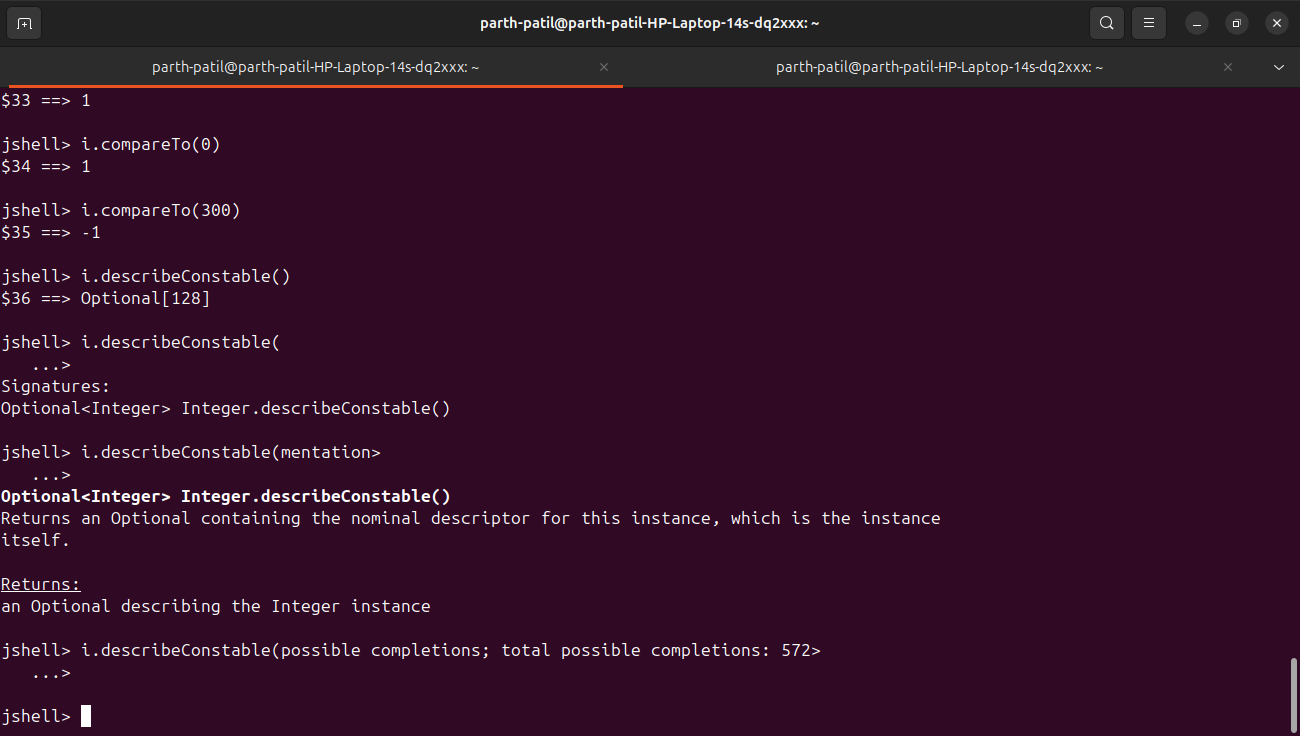 parth-patil@parth-patil-HP-Laptop-14s-dq2xxx: ~
parth-patil@parth-patil-HP-Laptop-14s-dq2xxx: ~
parth-patil@parth-patil-HP-Laptop-14s-dq2xxx: ~
$33 ==> 1
jshell> i.compareTo(0)
$34 ==> 1
jshell> i.compareTo(300)
$35 ==> -1
jshell> i.describeConstable()
$36 ==> Optional[128]
jshell> i.describeConstable(
   ...>
Signatures:
Optional<Integer> Integer.describeConstable()
jshell> i.describeConstable(mentation>
   ...>
Optional<Integer> Integer.describeConstable()
Returns an Optional containing the nominal descriptor for this instance, which is the instance
itself.
Returns:
an Optional describing the Integer instance
jshell> i.describeConstable(possible completions; total possible completions: 572>
   ...>
jshell>